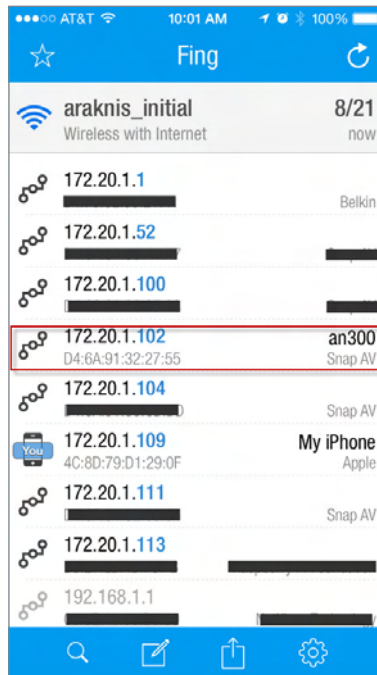 AT&T 10:01 AM 100%
Fing
araknis_initial 8/21
Wireless with Internet now
172.20.1.1
Belkin
172.20.1.52
172.20.1.100
172.20.1.102 an300
D4:6A:91:32:27:55 Snap AV
172.20.1.104
Snap AV
You 172.20.1.109 My iPhone
4C:8D:79:D1:29:0F Apple
172.20.1.111
Snap AV
172.20.1.113
192.168.1.1